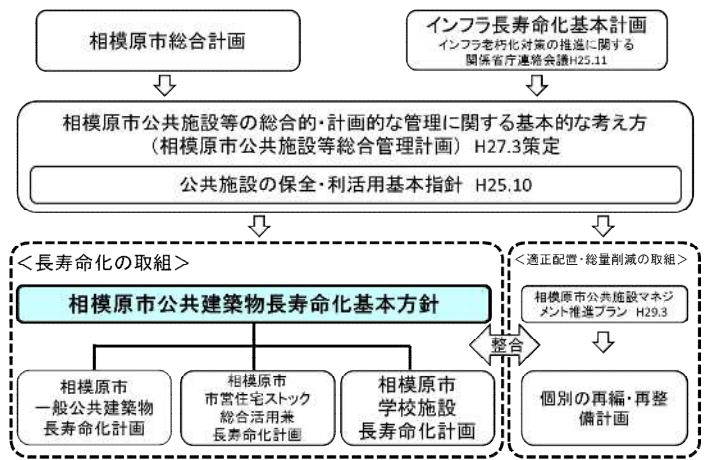 相模原市総合計画
インフラ長寿命化基本計画
インフラ老朽化対策の推進に関する
関係省庁連絡会議H25.11
相模原市公共施設等の総合的・計画的な管理に関する基本的な考え方
（相模原市公共施設等総合管理計画） H27.3策定
公共施設の保全・利活用基本指針 H25.10
＜長寿命化の取組＞
相模原市公共建築物長寿命化基本方針
相模原市
一般公共建築物
長寿命化計画
相模原市
市営住宅ストック
総合活用兼
長寿命化計画
相模原市
学校施設
長寿命化計画
整合
＜適正配置・総量削減の取組＞
相模原市公共施設マネジ
メント推進プラン H29.3
個別の再編・再整
備計画